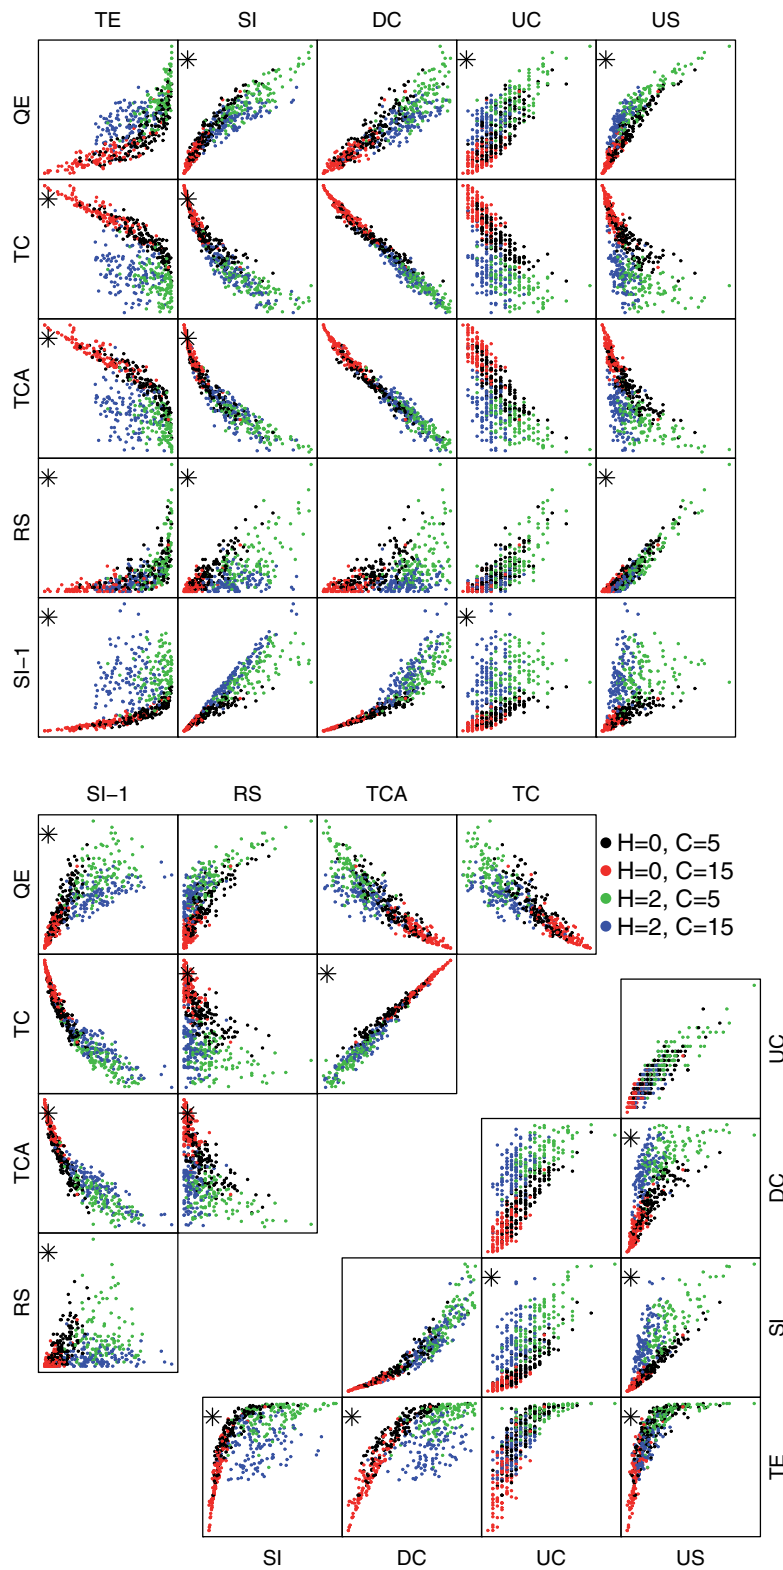 TE SI DC UC US
QE
TC
TCA
RS
SI−1
SI−1 RS TCA TC
QE
H=0, C=5
H=0, C=15
H=2, C=5
H=2, C=15
TC
UC
TCA
DC
RS
SI
TE
SI DC UC US